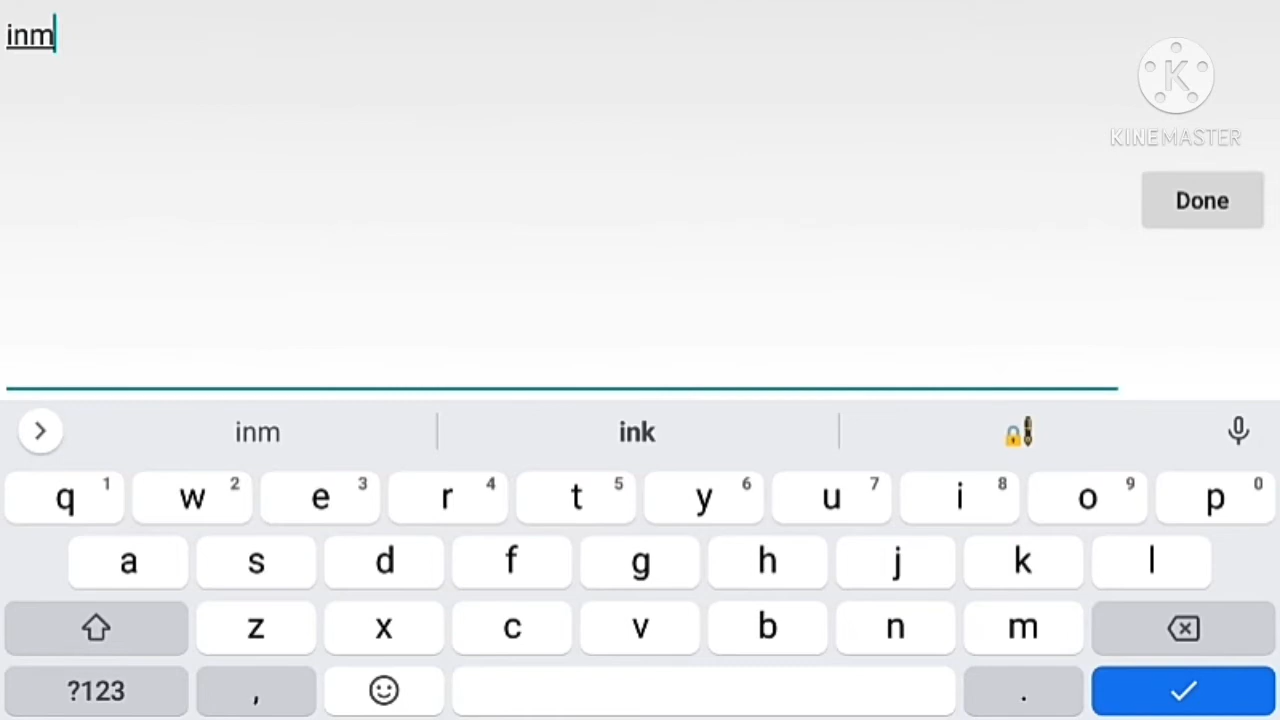 inm
K
KINEMASTER
Done
inm ink
q 1 w 2 e 3 r 4 t 5 y 6 u 7 i 8 o 9 p 0
a s d f g h j k l
z x c v b n m
?123 , .